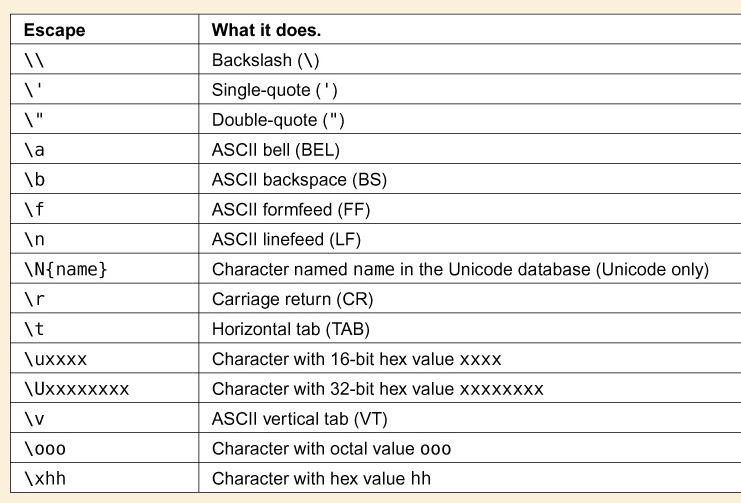 Escape What it does.
\\ Backslash (\)
\' Single-quote (')
\" Double-quote (")
\a ASCII bell (BEL)
\b ASCII backspace (BS)
\f ASCII formfeed (FF)
\n ASCII linefeed (LF)
\N{name} Character named name in the Unicode database (Unicode only)
\r Carriage return (CR)
\t Horizontal tab (TAB)
\uxxxx Character with 16-bit hex value xxxx
\Uxxxxxxxx Character with 32-bit hex value xxxxxxxx
\v ASCII vertical tab (VT)
\ooo Character with octal value ooo
\xhh Character with hex value hh